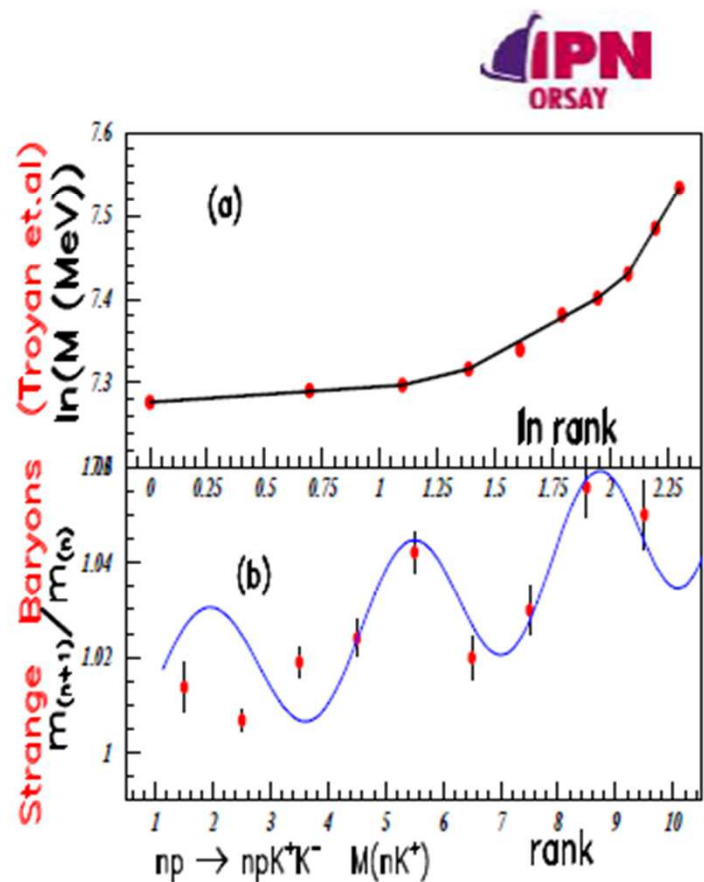 IPN
ORSAY
Strange Baryons (Troyan et.al)
ln(M (MeV))
7.6
7.5
7.4
7.3
(a)
ln rank
0 0.25 0.5 0.75 1 1.25 1.5 1.75 2 2.25
m(n+1)/m(n)
1.04
1.02
1
(b)
1 2 3 4 5 6 7 8 9 10
np → npK⁺K⁻ M(nK⁺) rank